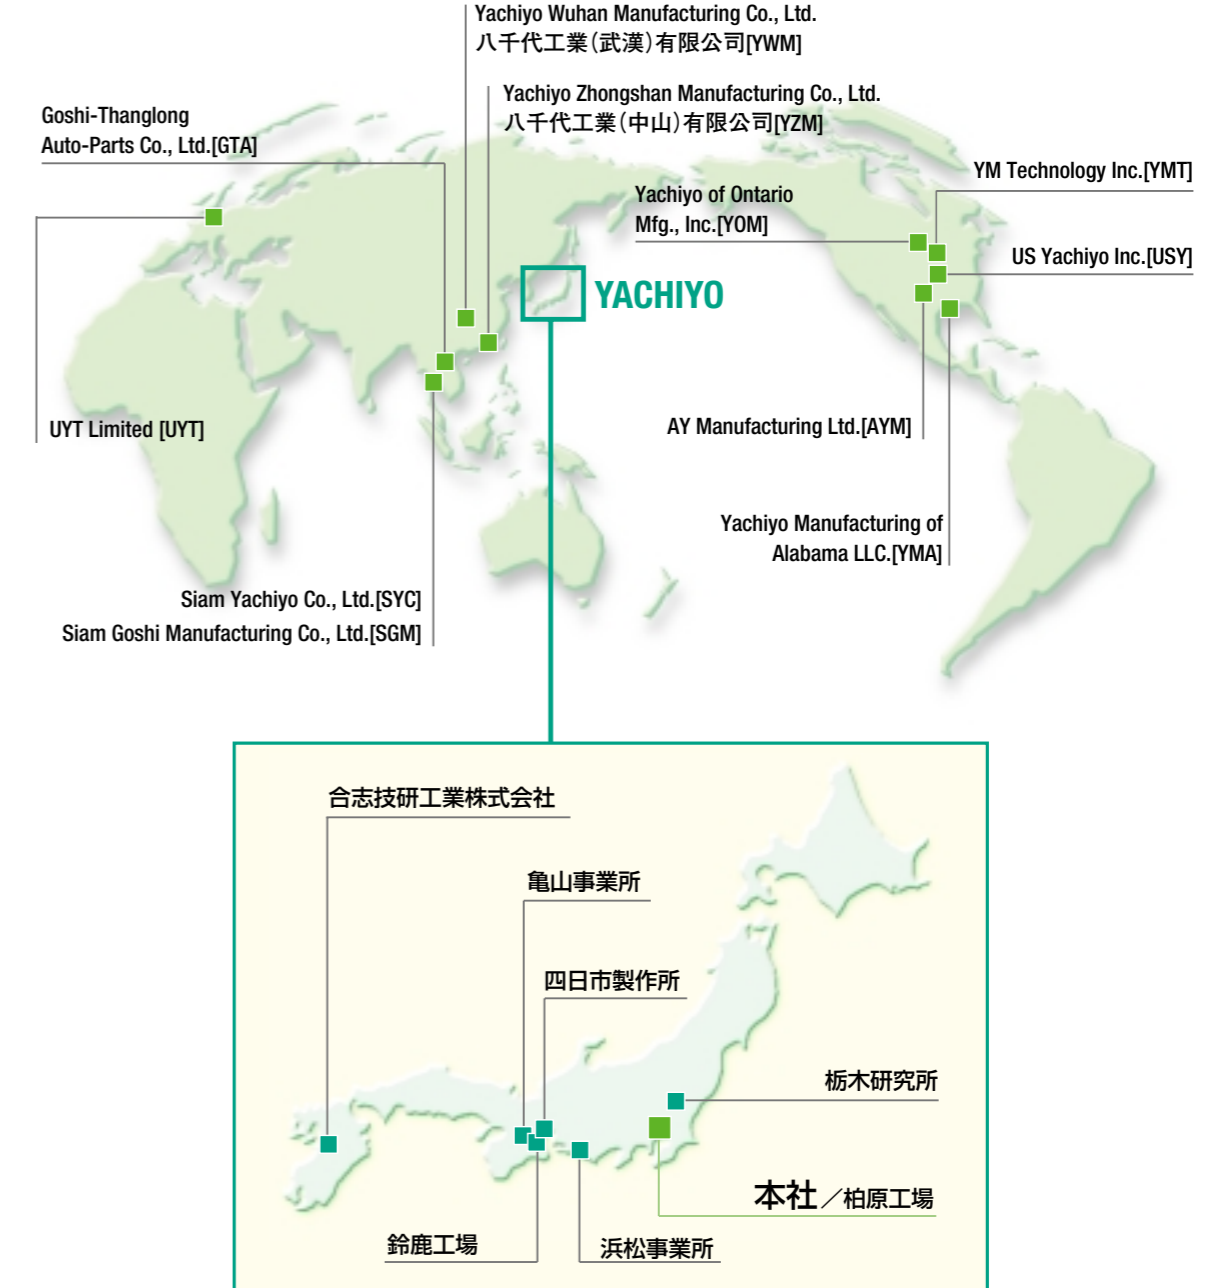 Yachiyo Wuhan Manufacturing Co., Ltd.
八千代工業（武漢）有限公司[YWM]
Yachiyo Zhongshan Manufacturing Co., Ltd.
八千代工業（中山）有限公司[YZM]
Goshi-Thanglong
Auto-Parts Co., Ltd.[GTA]
YM Technology Inc.[YMT]
Yachiyo of Ontario
Mfg., Inc.[YOM]
US Yachiyo Inc.[USY]
YACHIYO
UYT Limited [UYT]
AY Manufacturing Ltd.[AYM]
Yachiyo Manufacturing of
Alabama LLC.[YMA]
Siam Yachiyo Co., Ltd.[SYC]
Siam Goshi Manufacturing Co., Ltd.[SGM]
合志技研工業株式会社
亀山事業所
四日市製作所
栃木研究所
本社／柏原工場
鈴鹿工場
浜松事業所